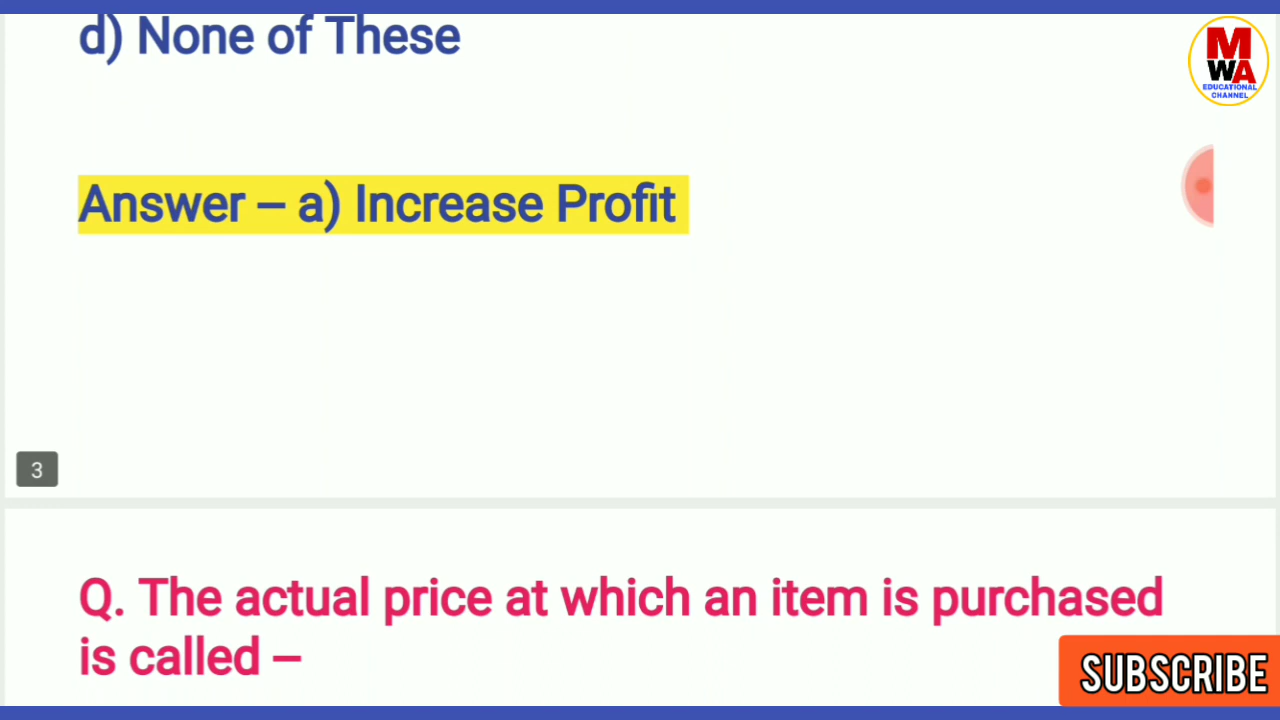 d) None of These
MWA
EDUCATIONAL
CHANNEL
Answer – a) Increase Profit
3
Q. The actual price at which an item is purchased
is called –
SUBSCRIBE